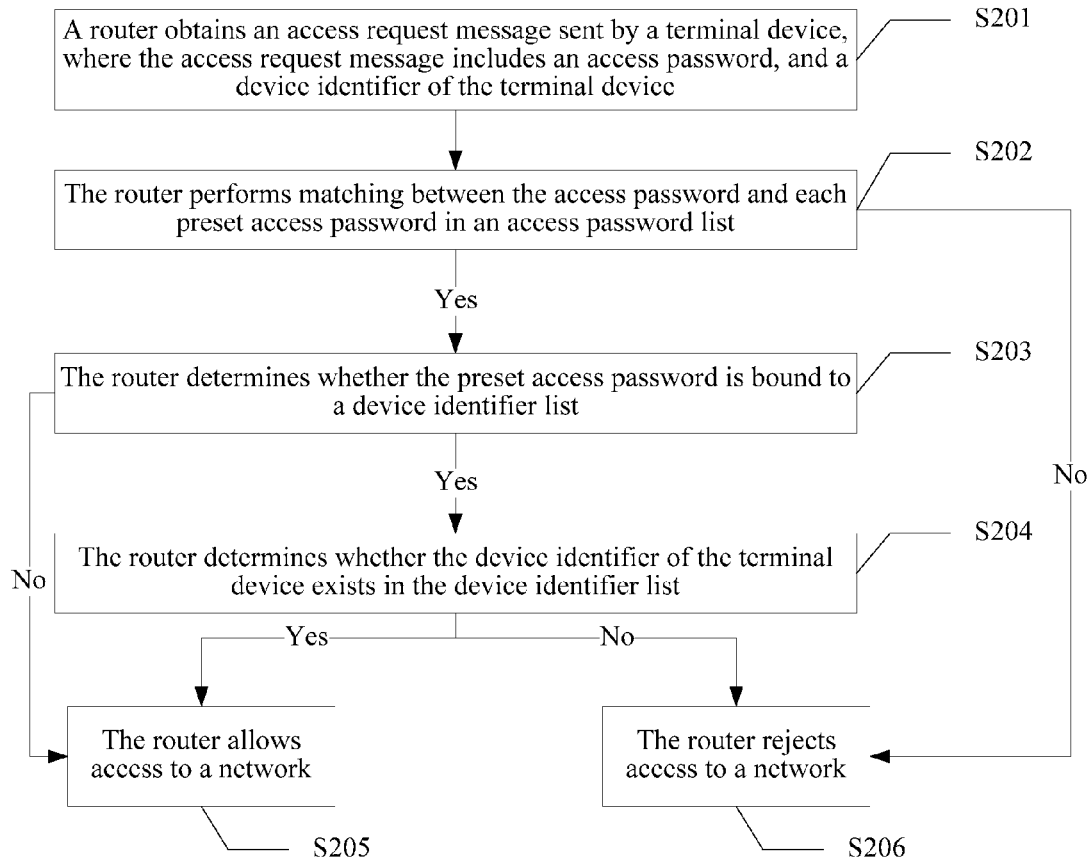 A router obtains an access request message sent by a terminal device,
where the access request message includes an access password, and a
device identifier of the terminal device
S201
The router performs matching between the access password and each
preset access password in an access password list
S202
Yes
The router determines whether the preset access password is bound to
a device identifier list
S203
Yes
No
The router determines whether the device identifier of the terminal
device exists in the device identifier list
S204
No
Yes
No
The router allows
access to a network
The router rejects
access to a network
S205
S206